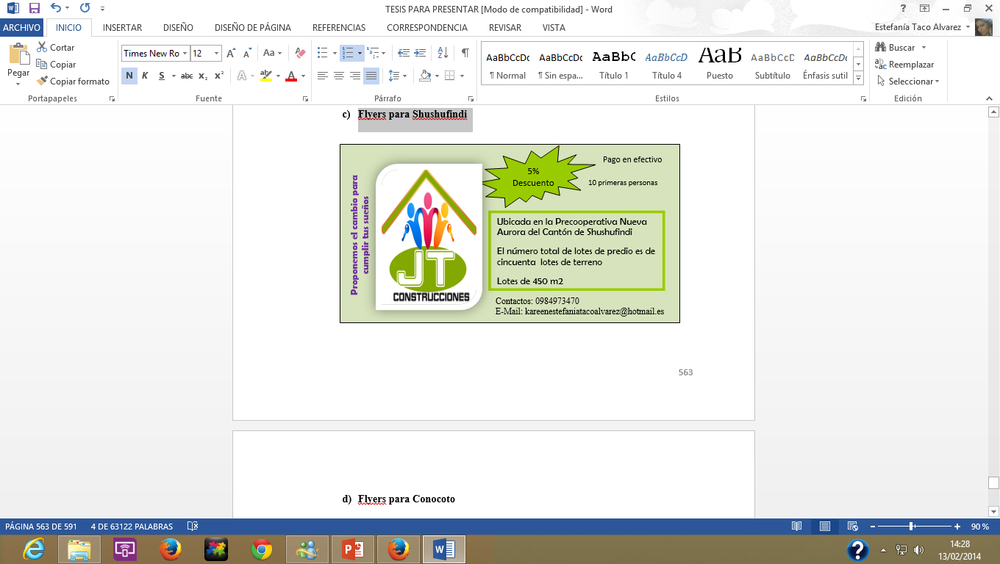 TESIS PARA PRESENTAR [Modo de compatibilidad] - Word
ARCHIVO INICIO INSERTAR DISEÑO DISEÑO DE PÁGINA REFERENCIAS CORRESPONDENCIA REVISAR VISTA
Estefanía Taco Alvarez
Pegar
Cortar
Copiar
Copiar formato
Portapapeles
Times New Ro 12
N K S abc x₂ x²
Fuente
Párrafo
AaBbCcDc AaBbCcDc AaBbC AaBbCcD AaB AaBbCcD AaBbCcDc
¶ Normal ¶ Sin espa... Título 1 Título 4 Puesto Subtítulo Énfasis sutil
Estilos
Buscar
Reemplazar
Seleccionar
Edición
c) Flyers para Shushufindi
Proponemos el cambio para
cumplir tus sueños
JT
CONSTRUCCIONES
5%
Descuento
Pago en efectivo
10 primeras personas
Ubicada en la Precooperativa Nueva
Aurora del Cantón de Shushufindi
El número total de lotes de predio es de
cincuenta lotes de terreno
Lotes de 450 m2
Contactos: 0984973470
E-Mail: kareenestefaniatacoalvarez@hotmail.es
563
d) Flyers para Conocoto
PÁGINA 563 DE 591 4 DE 63122 PALABRAS
90 %
14:28
13/02/2014